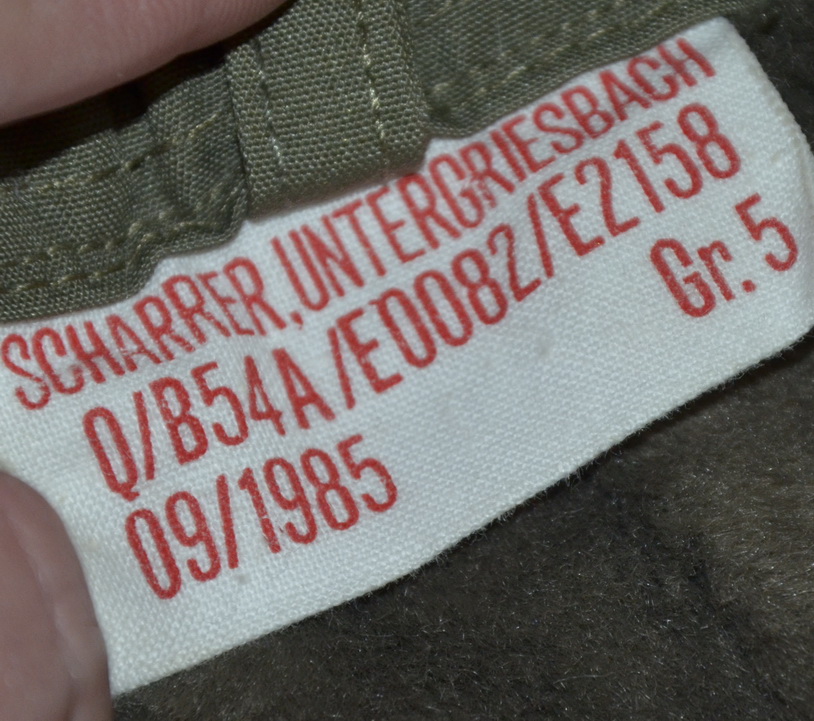 SCHARRER, UNTERGRIESBACH
Q/B54A/E0082/E2158
09/1985
Gr. 5